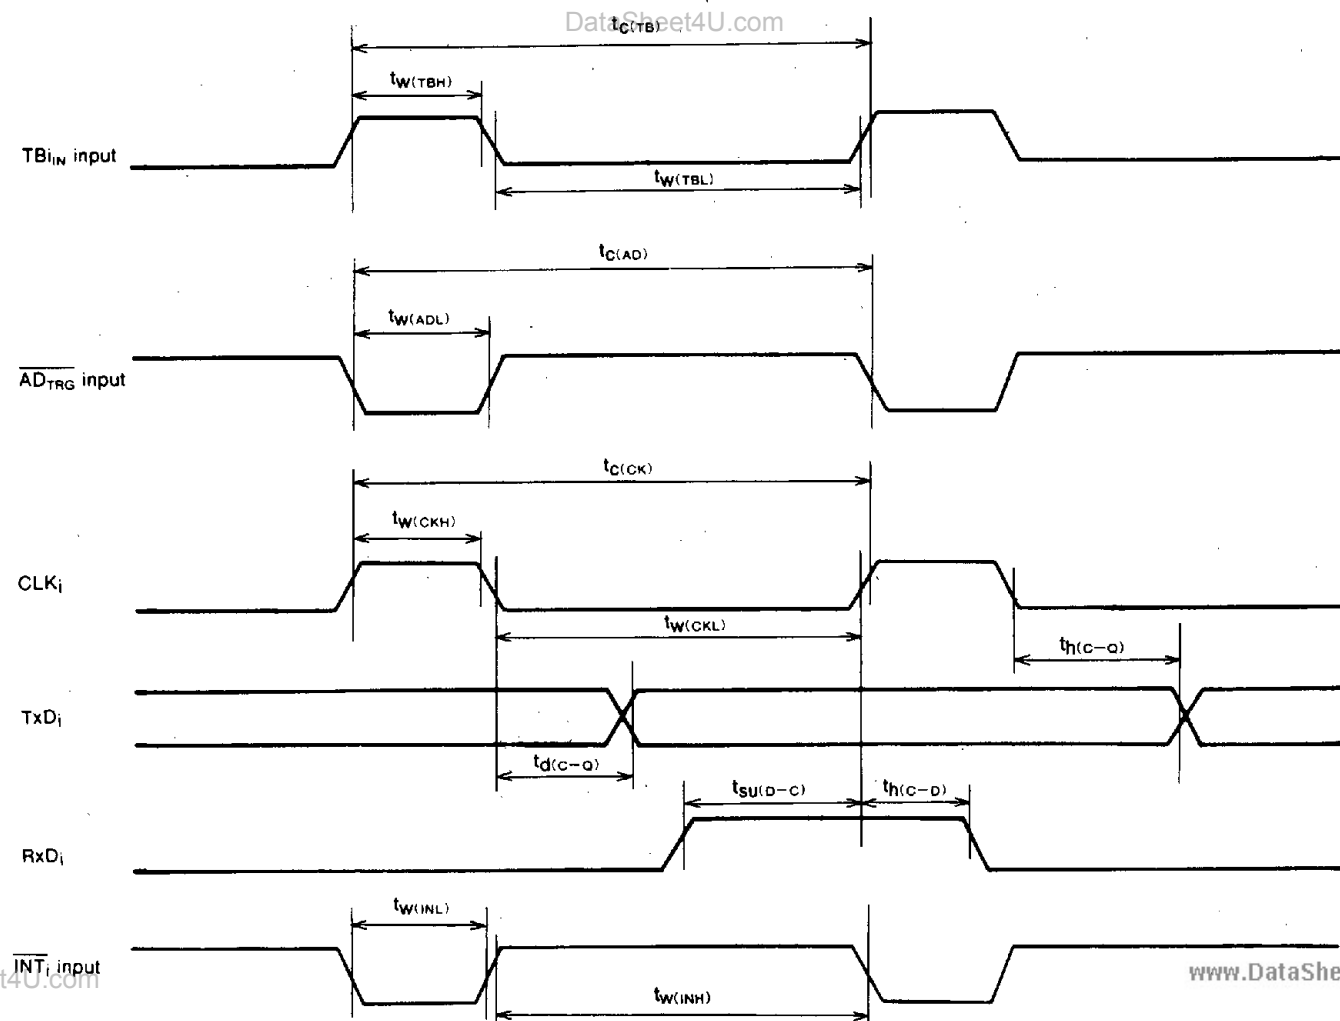 DataSheet4U.com
tC(TB)
tW(TBH)
TBiIN input
tW(TBL)
tC(AD)
tW(ADL)
ADTRG input
tC(CK)
tW(CKH)
CLKi
tW(CKL)
th(C-Q)
TxDi
td(C-Q)
tSU(D-C)
th(C-D)
RxDi
tW(INL)
INTi input
t4U.com
www.DataShe
tW(INH)